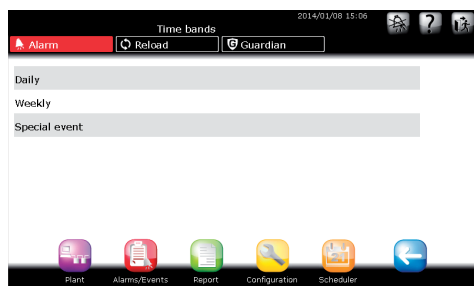 2014/01/08 15:06
Time bands
Alarm Reload Guardian
Daily
Weekly
Special event
Plant Alarms/Events Report Configuration Scheduler